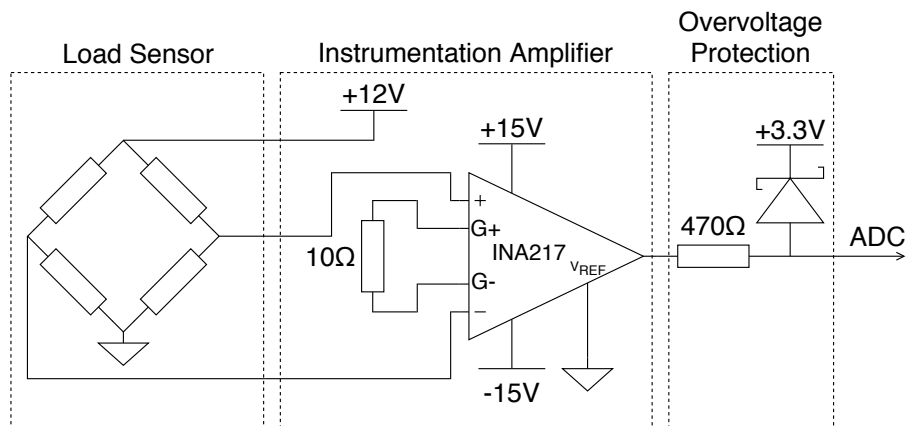 Load Sensor
Instrumentation Amplifier
Overvoltage
Protection
+12V
+15V
+3.3V
+
G+
10Ω
INA217
VREF
G-
−
-15V
470Ω
ADC